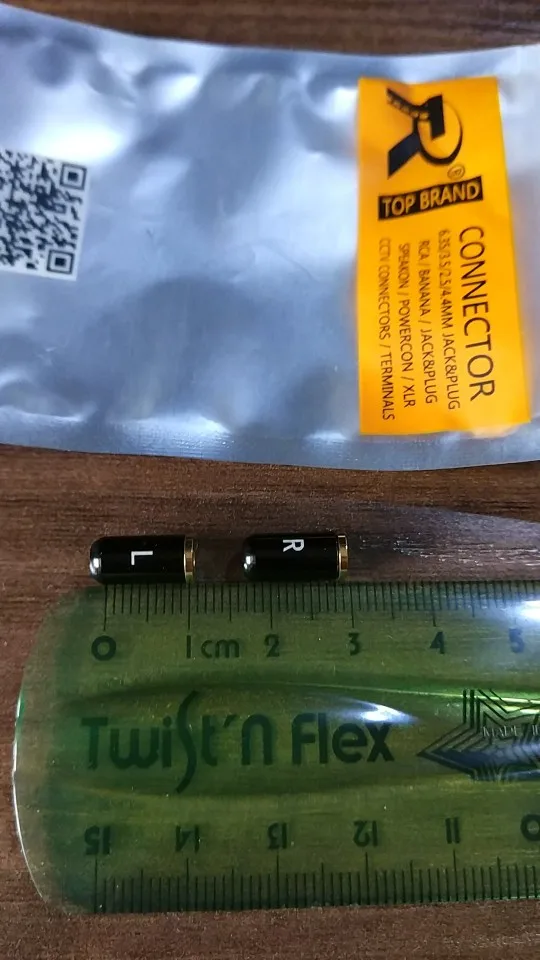 R
®
TOP BRAND
CONNECTOR
6.35/3.5/2.5/4.4MM JACK&PLUG
RCA / BANANA / JACK&PLUG
SPEAKON / POWERCON / XLR
CCTV CONNECTORS / TERMINALS
L
R
0 1 cm 2 3 4 5
Twist'n Flex
MADE
15 14 13 12 11